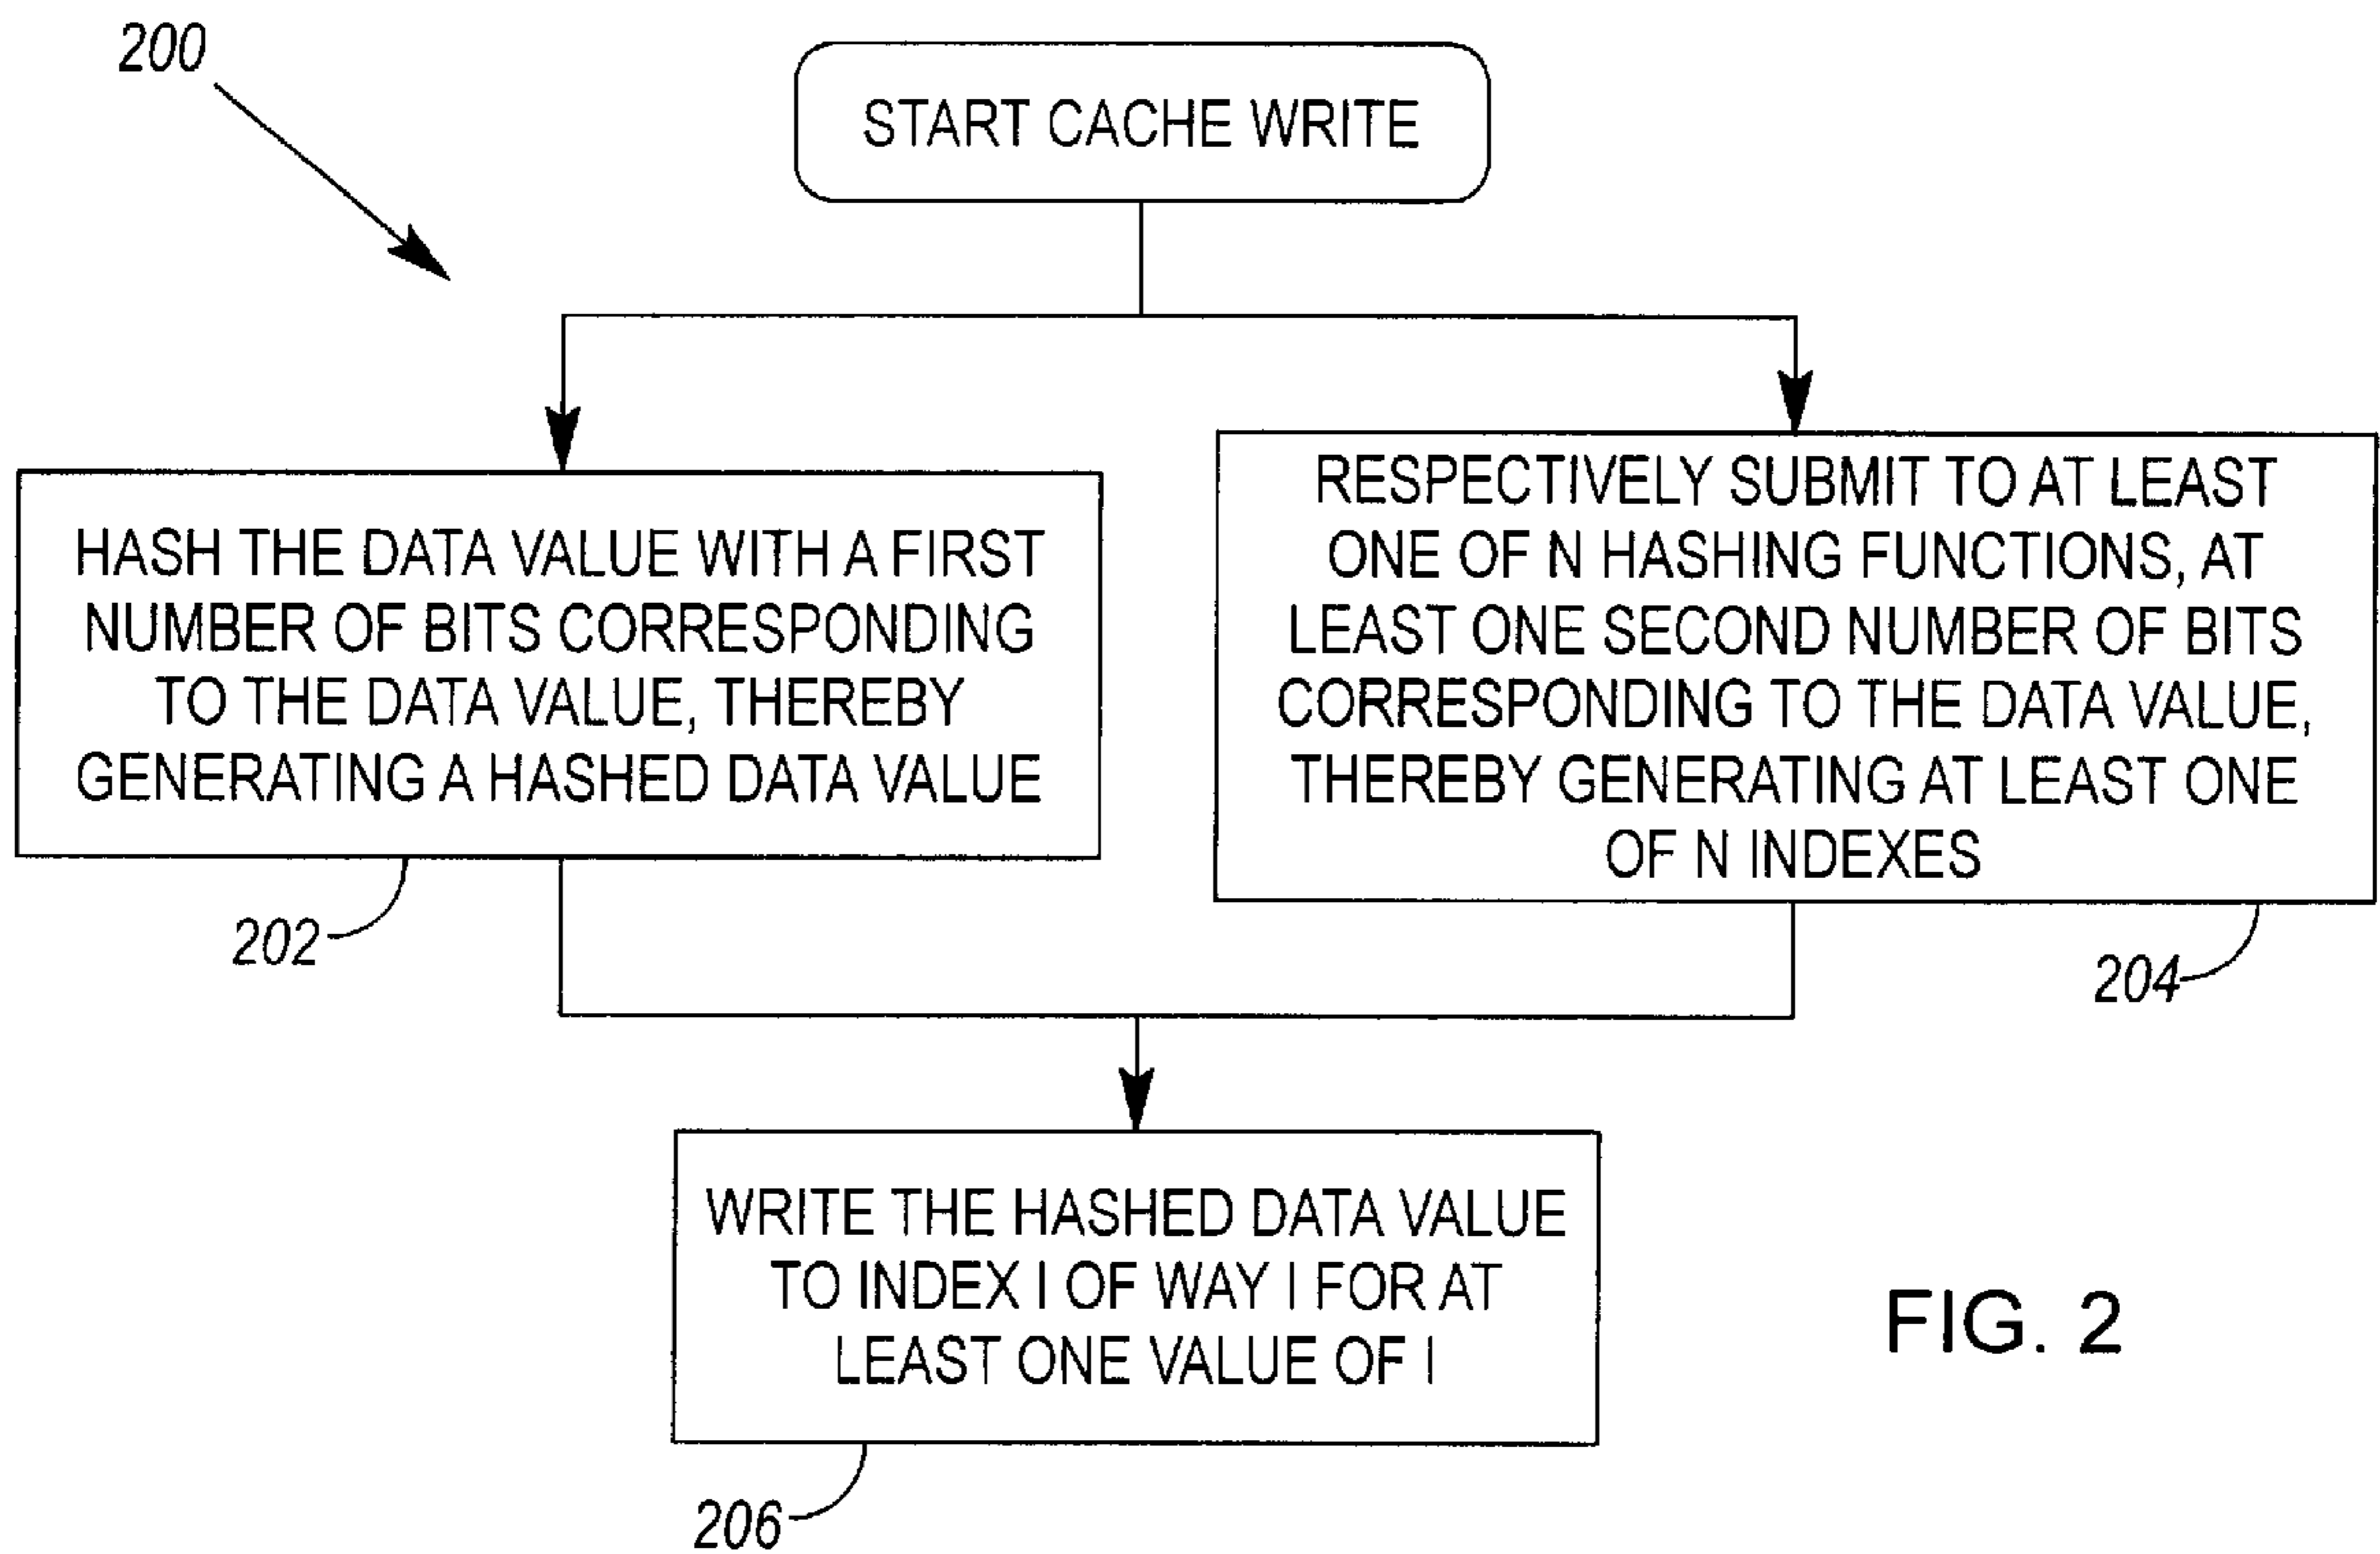 200
START CACHE WRITE
HASH THE DATA VALUE WITH A FIRST
NUMBER OF BITS CORRESPONDING
TO THE DATA VALUE, THEREBY
GENERATING A HASHED DATA VALUE
202
RESPECTIVELY SUBMIT TO AT LEAST
ONE OF N HASHING FUNCTIONS, AT
LEAST ONE SECOND NUMBER OF BITS
CORRESPONDING TO THE DATA VALUE,
THEREBY GENERATING AT LEAST ONE
OF N INDEXES
204
WRITE THE HASHED DATA VALUE
TO INDEX I OF WAY I FOR AT
LEAST ONE VALUE OF I
206
FIG. 2